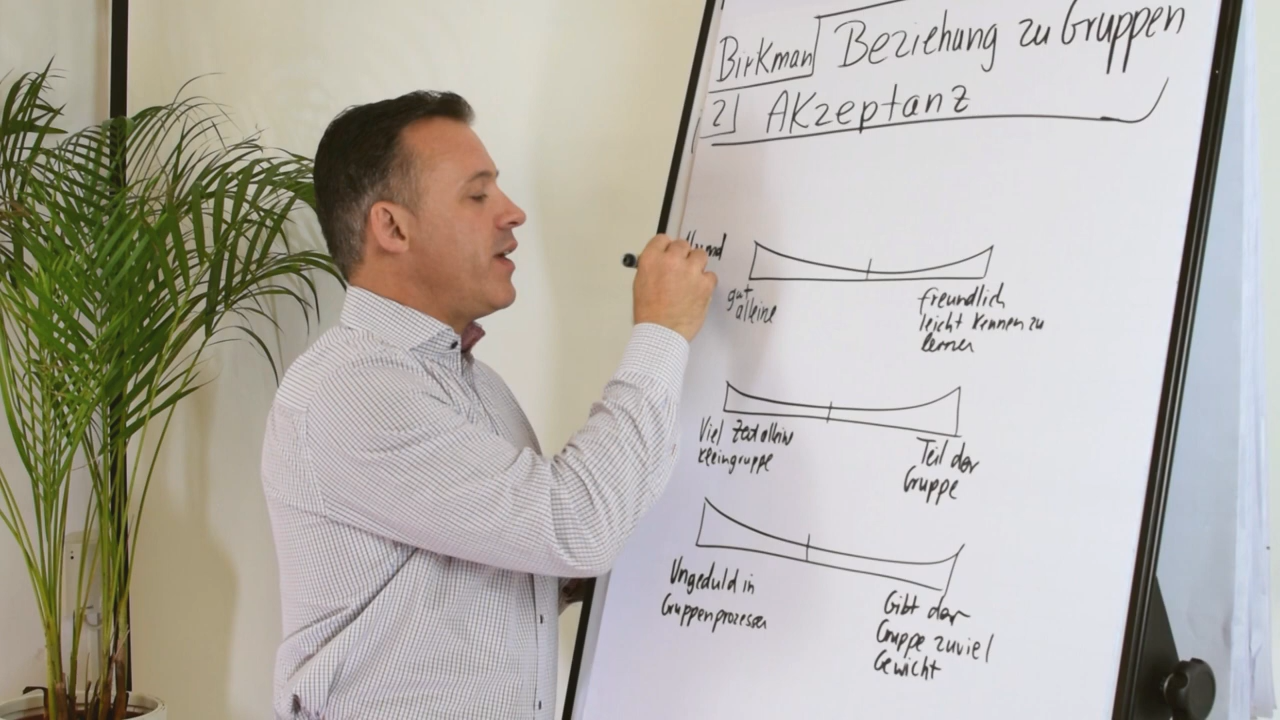 Birkman Beziehung zu Gruppen
2) Akzeptanz
gut
alleine
freundlich
leicht kennen zu
lernen
Viel Zeit allein
Kleingruppe
Teil der
Gruppe
Ungeduld in
Gruppenprozessen
Gibt der
Gruppe zuviel
Gewicht